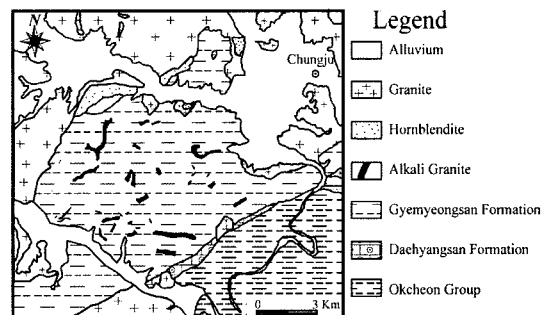 N
Chungju
0 3 Km
Legend
Alluvium
Granite
Hornblendite
Alkali Granite
Gyemyeongsan Formation
Daehyangsan Formation
Okcheon Group